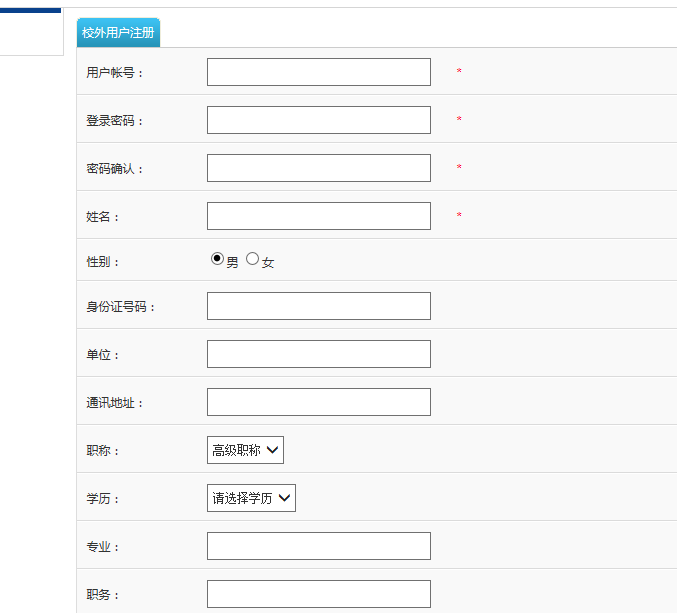 校外用户注册
用户帐号： *
登录密码： *
密码确认： *
姓名： *
性别： 男 女
身份证号码：
单位：
通讯地址：
职称： 高级职称
学历： 请选择学历
专业：
职务：